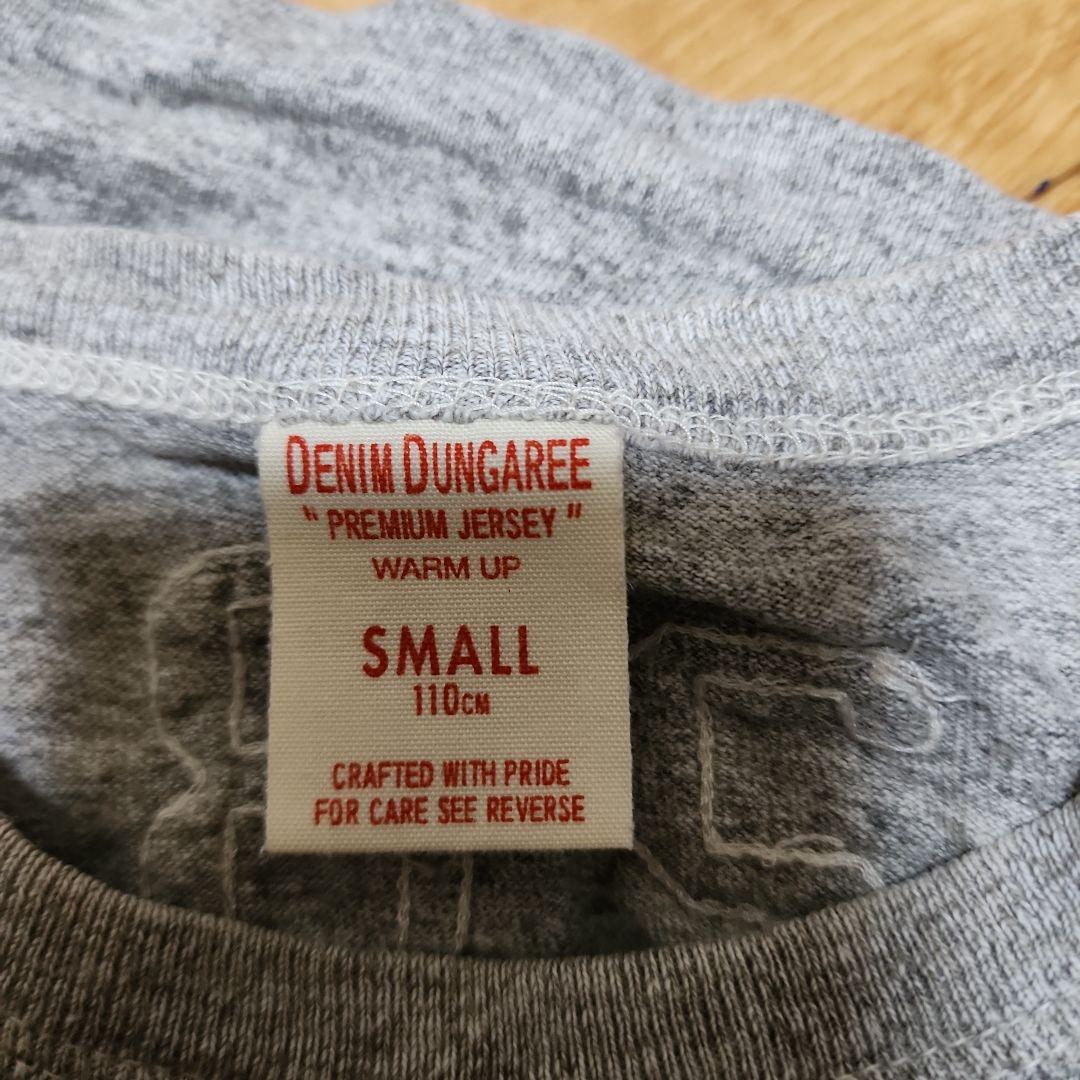 DENIM DUNGAREE
" PREMIUM JERSEY "
WARM UP
SMALL
110CM
CRAFTED WITH PRIDE
FOR CARE SEE REVERSE